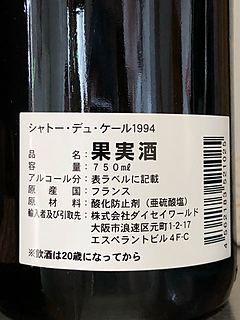 シャトー・デュ・ケール1994
品名：果実酒
容量：750㎖
アルコール分：表ラベルに記載
原産国：フランス
原材料：酸化防止剤（亜硫酸塩）
輸入者及び引取先：株式会社ダイセイワールド
大阪市浪速区元町1-2-17
エスペラントビル4F-C
※飲酒は20歳になってから